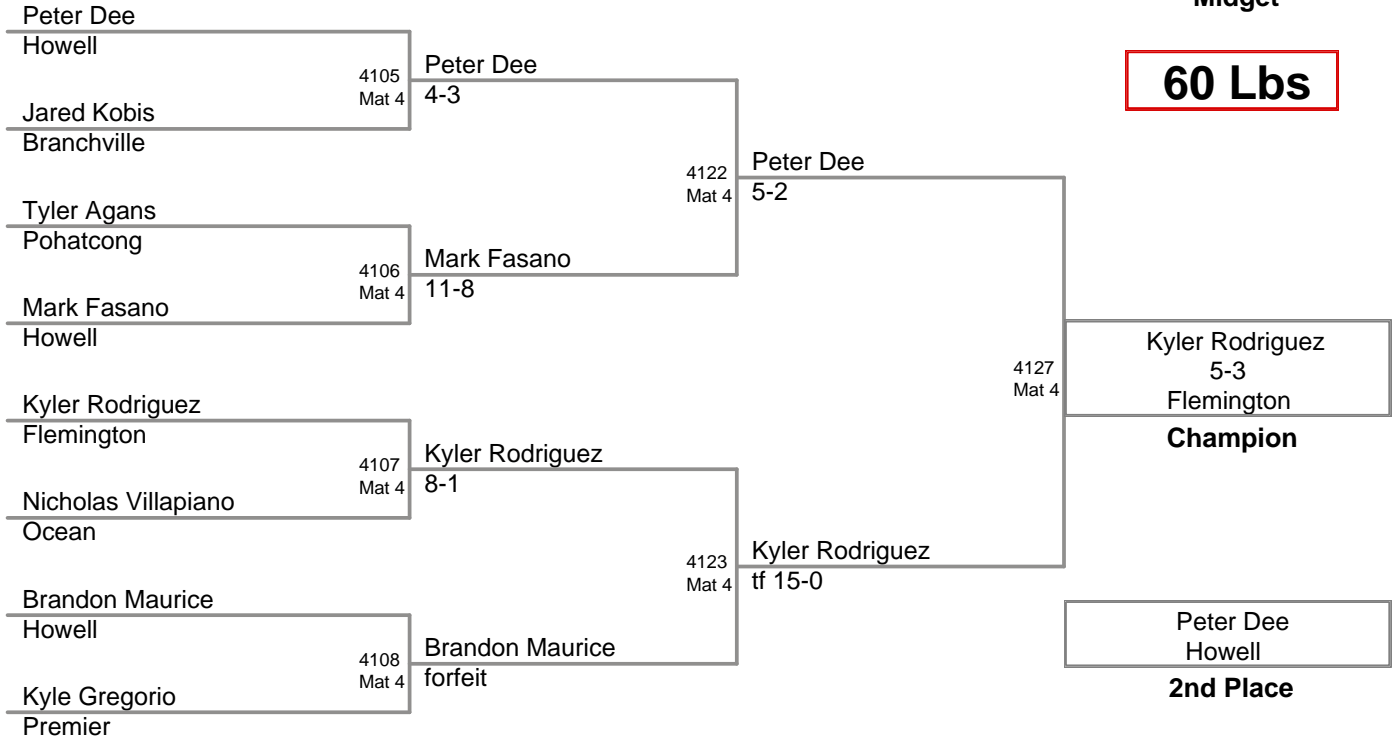 Midget
60 Lbs
Peter Dee
Howell
4105
Mat 4
Jared Kobis
Branchville
Peter Dee
4-3
Tyler Agans
Pohatcong
4106
Mat 4
Mark Fasano
Howell
Mark Fasano
11-8
4122
Mat 4
Peter Dee
5-2
Kyler Rodriguez
Flemington
4107
Mat 4
Nicholas Villapiano
Ocean
Kyler Rodriguez
8-1
Brandon Maurice
Howell
4108
Mat 4
Kyle Gregorio
Premier
Brandon Maurice
forfeit
4123
Mat 4
Kyler Rodriguez
tf 15-0
4127
Mat 4
Kyler Rodriguez
5-3
Flemington
Champion
Peter Dee
Howell
2nd Place